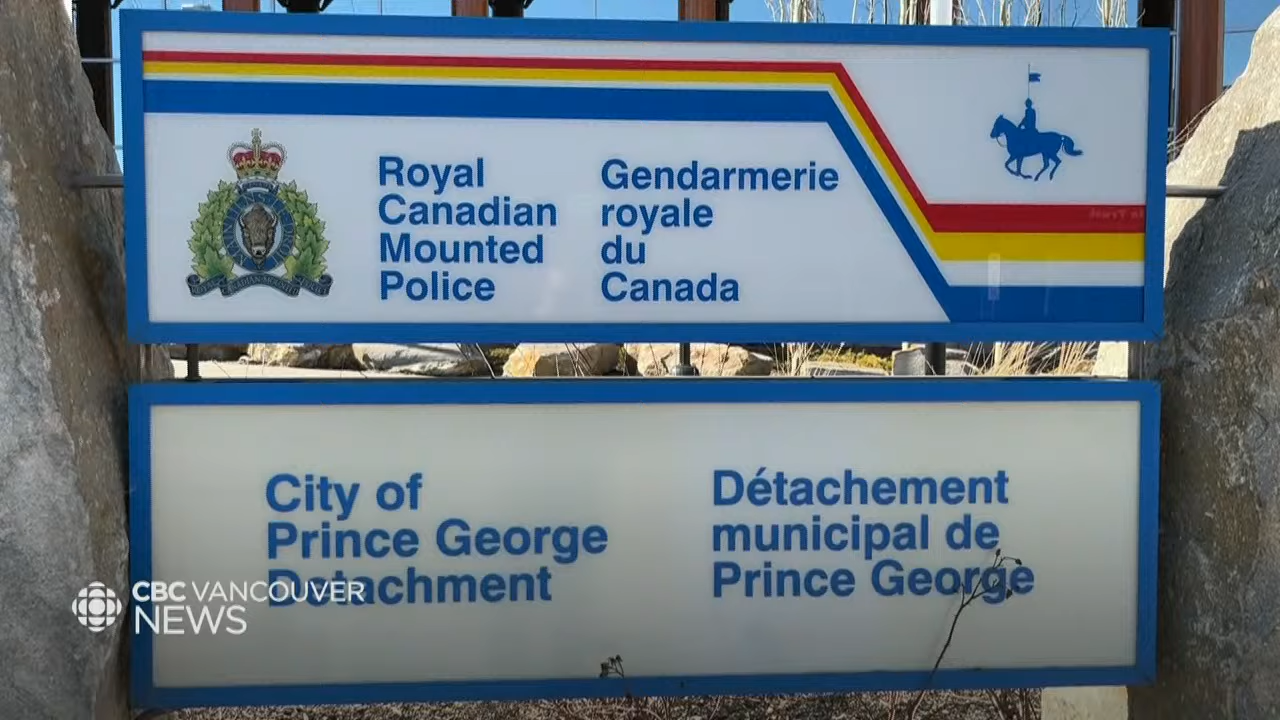 Royal
Canadian
Mounted
Police
Gendarmerie
royale
du
Canada
City of
Prince George
Detachment
Détachement
municipal de
Prince George
CBC VANCOUVER
NEWS